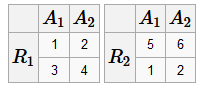 A₁ A₂ A₁ A₂
R₁ 1 2 R₂ 5 6
3 4 1 2